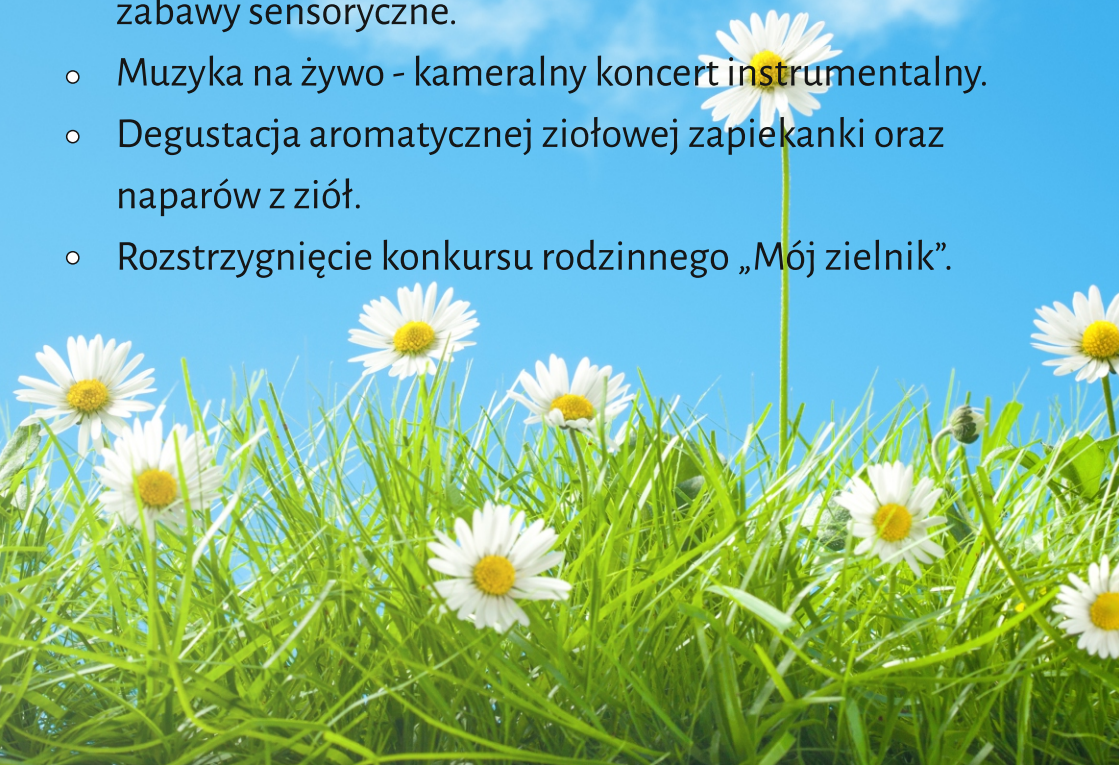 zabawy sensoryczne.
Muzyka na żywo - kameralny koncert instrumentalny.
Degustacja aromatycznej ziołowej zapiekanki oraz
naparów z ziół.
Rozstrzygnięcie konkursu rodzinnego „Mój zielnik”.